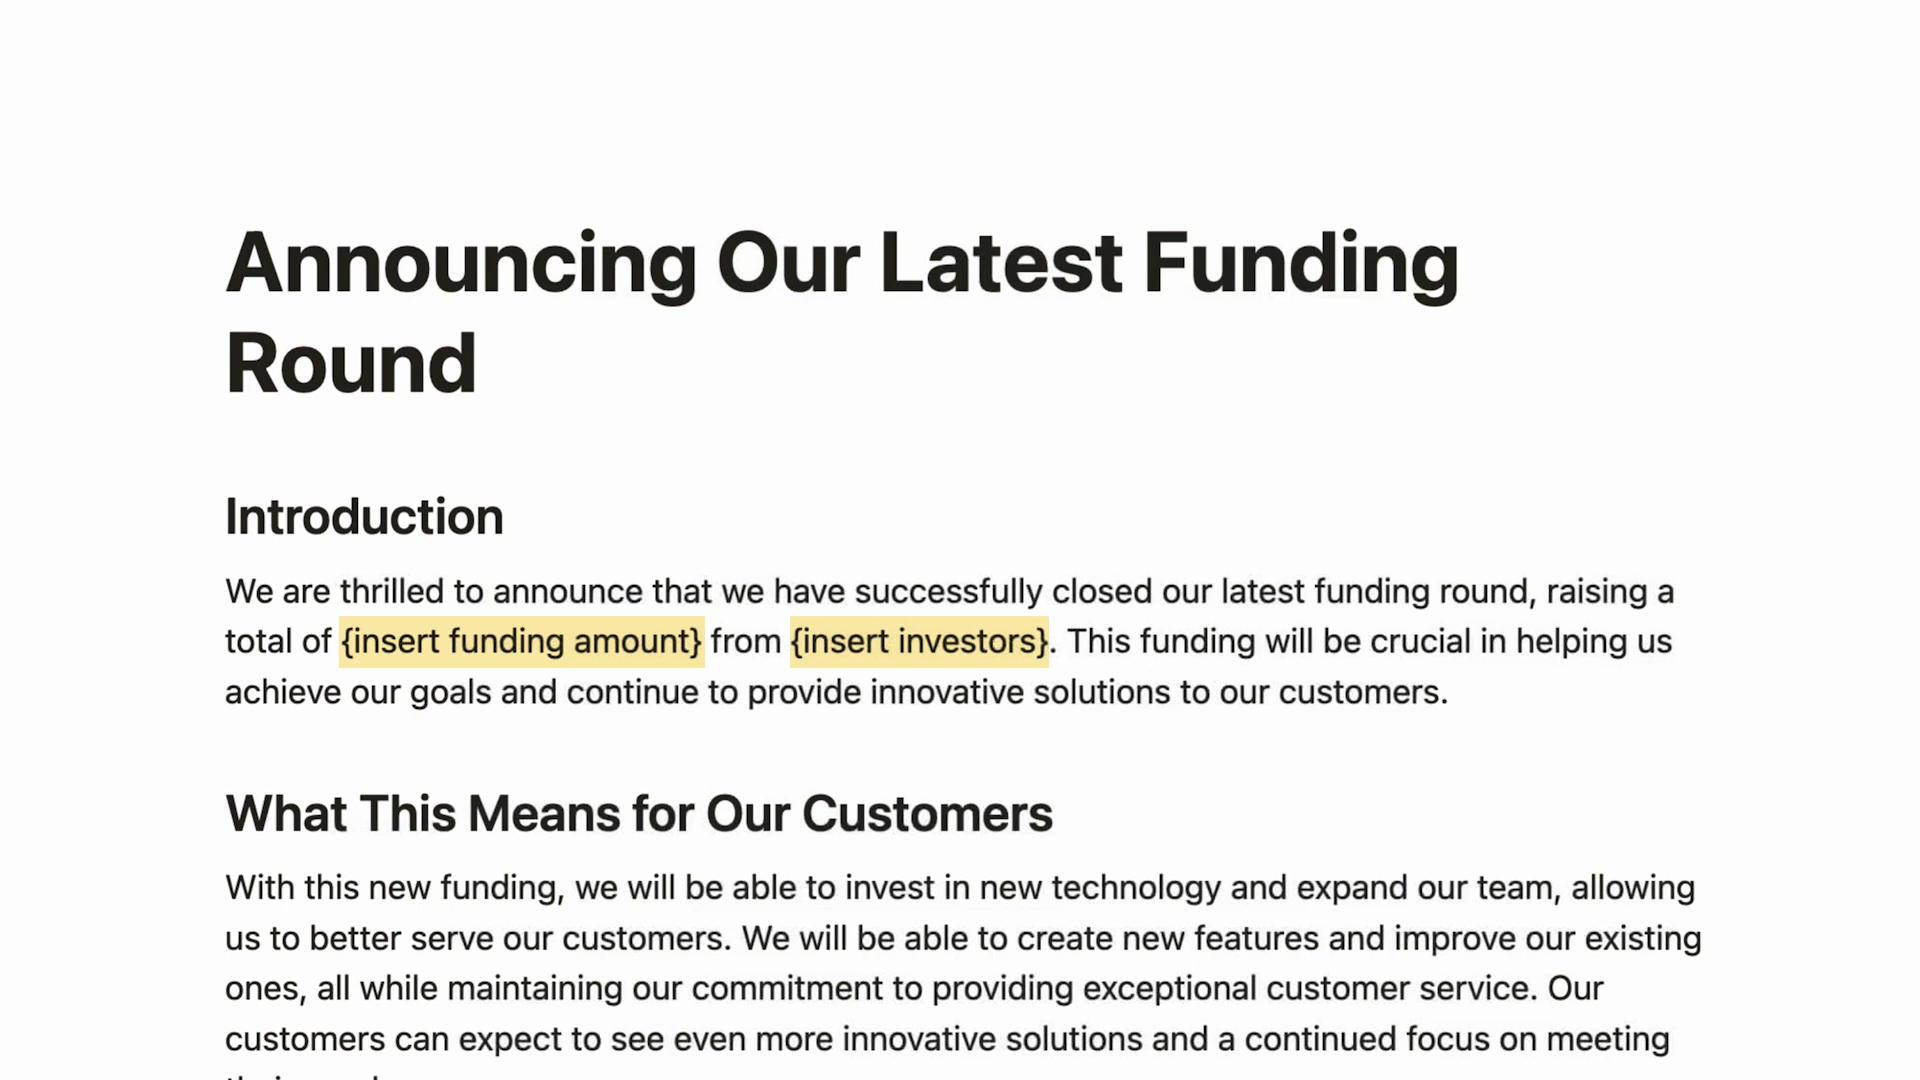 Announcing Our Latest Funding
Round
Introduction
We are thrilled to announce that we have successfully closed our latest funding round, raising a
total of {insert funding amount} from {insert investors}. This funding will be crucial in helping us
achieve our goals and continue to provide innovative solutions to our customers.
What This Means for Our Customers
With this new funding, we will be able to invest in new technology and expand our team, allowing
us to better serve our customers. We will be able to create new features and improve our existing
ones, all while maintaining our commitment to providing exceptional customer service. Our
customers can expect to see even more innovative solutions and a continued focus on meeting